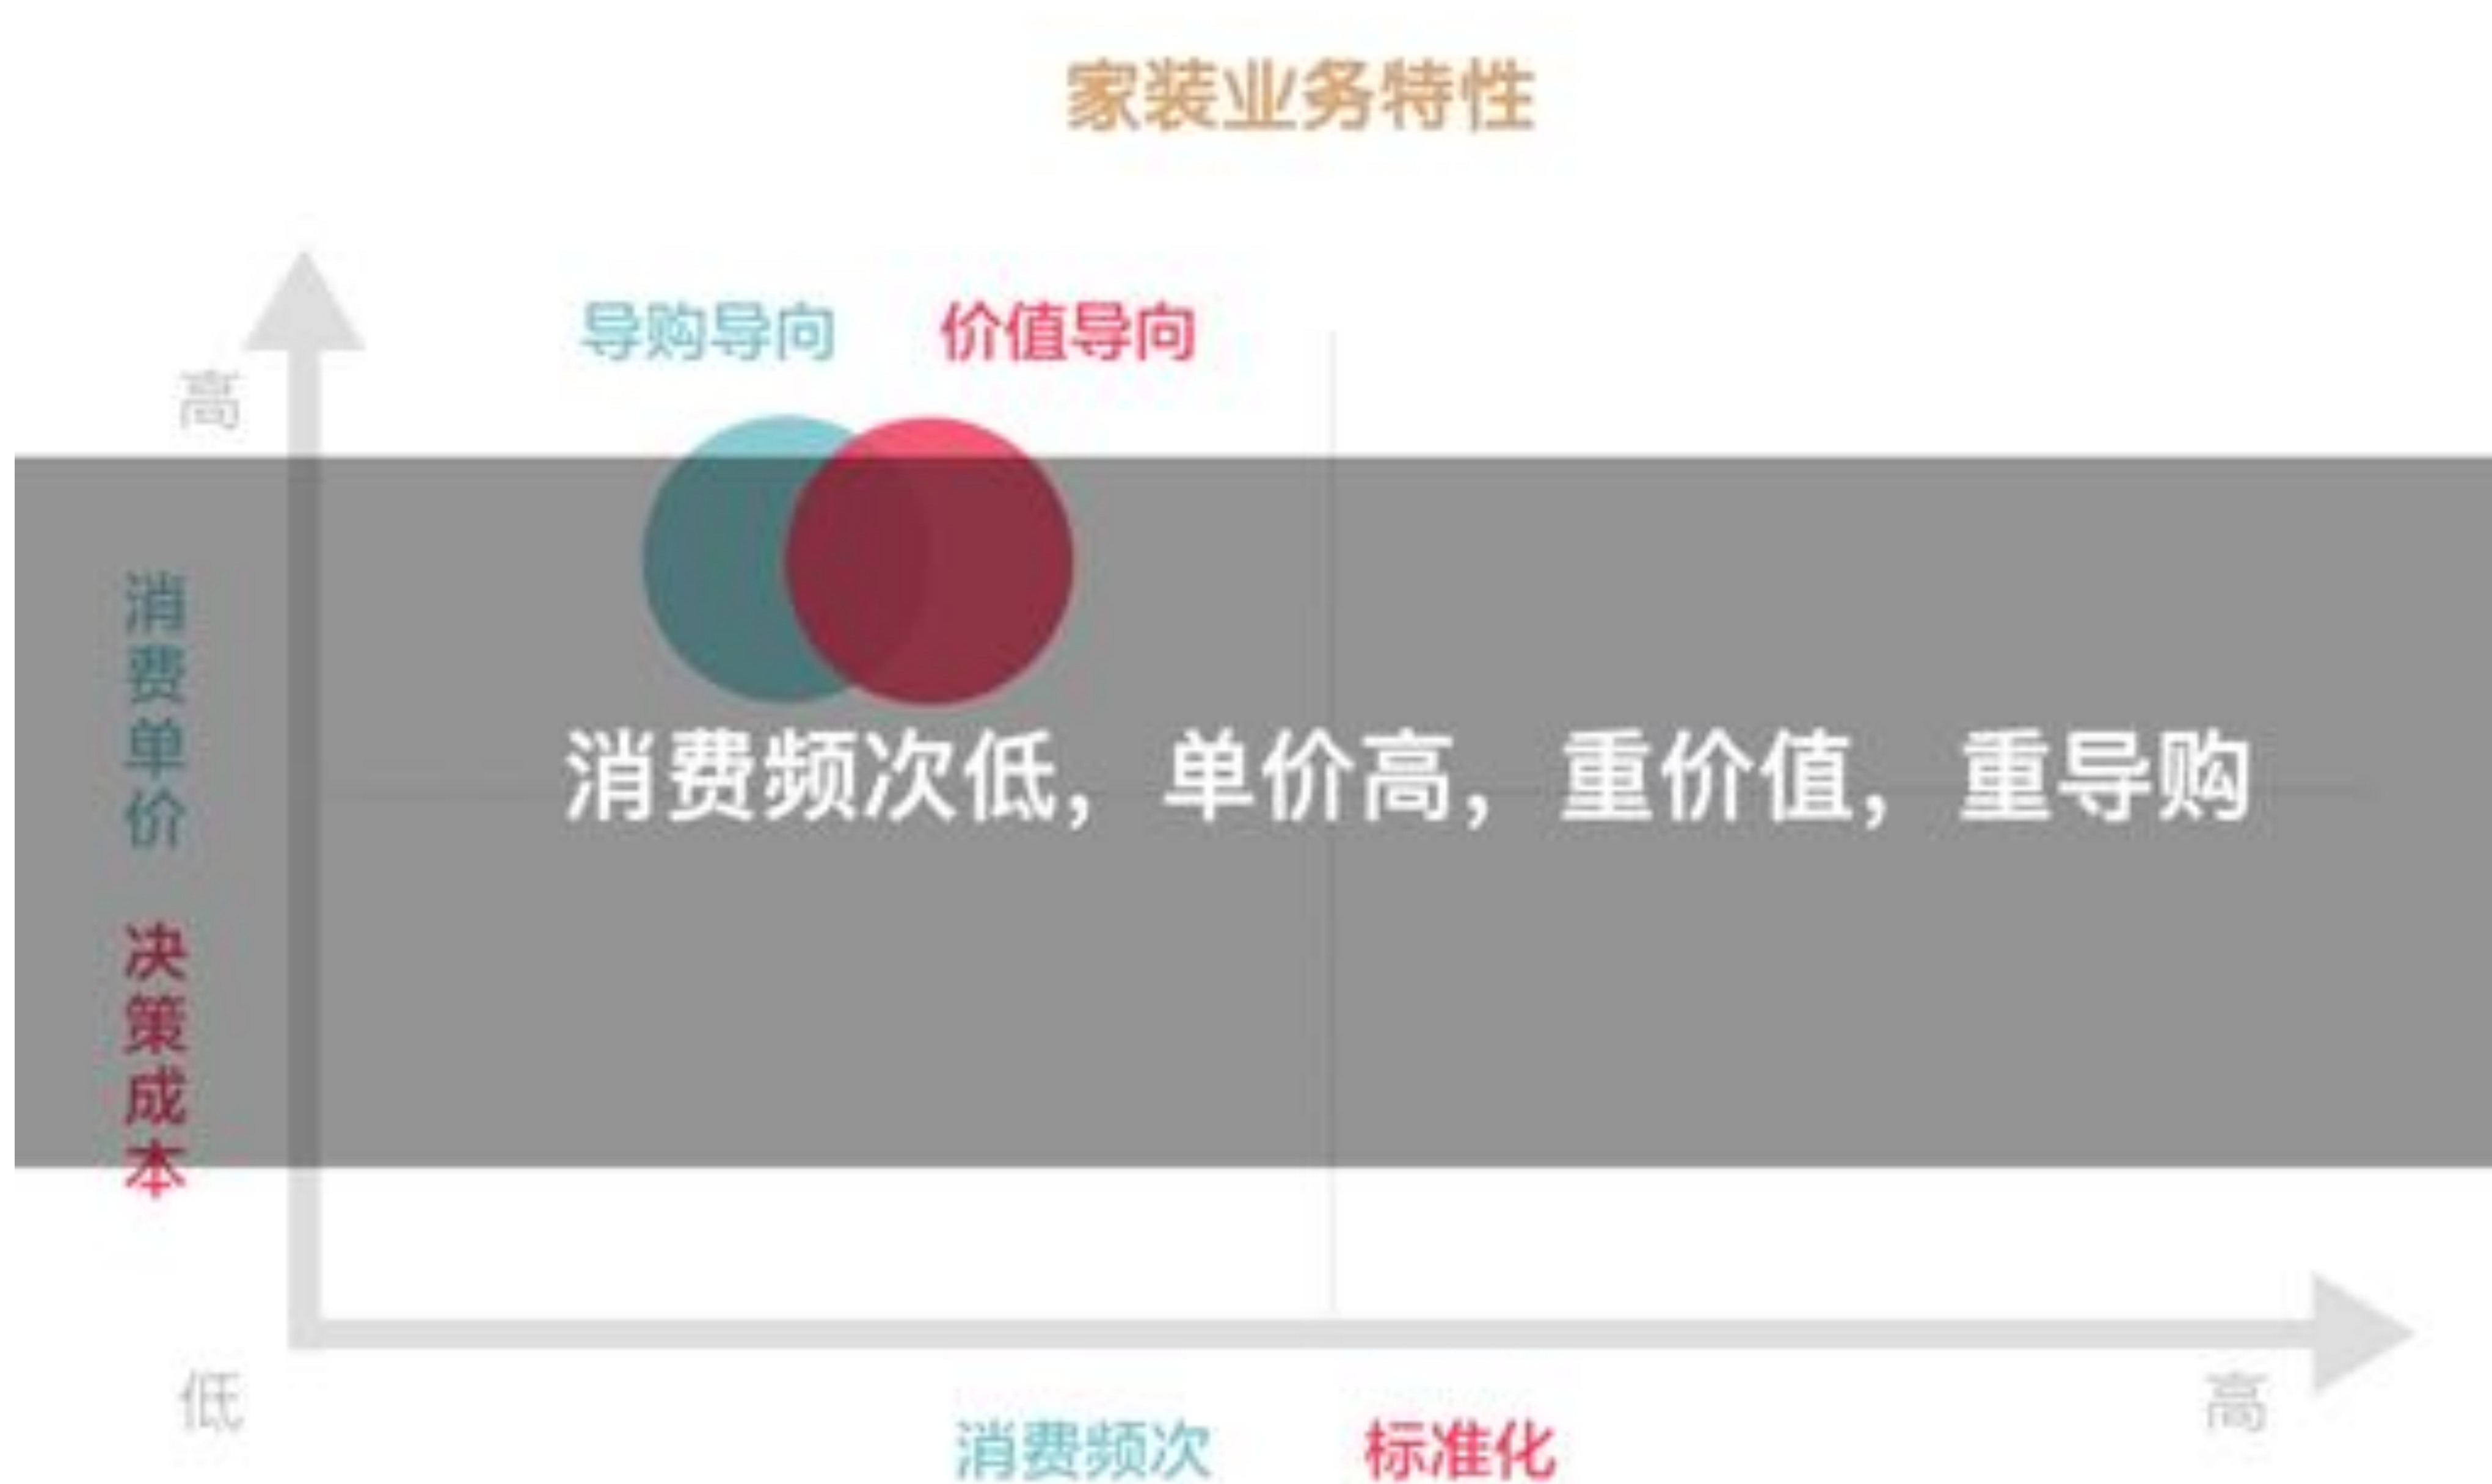 家装业务特性
导购导向 价值导向
高
消费单价 决策成本
消费频次低，单价高，重价值，重导购
低
高
消费频次 标准化